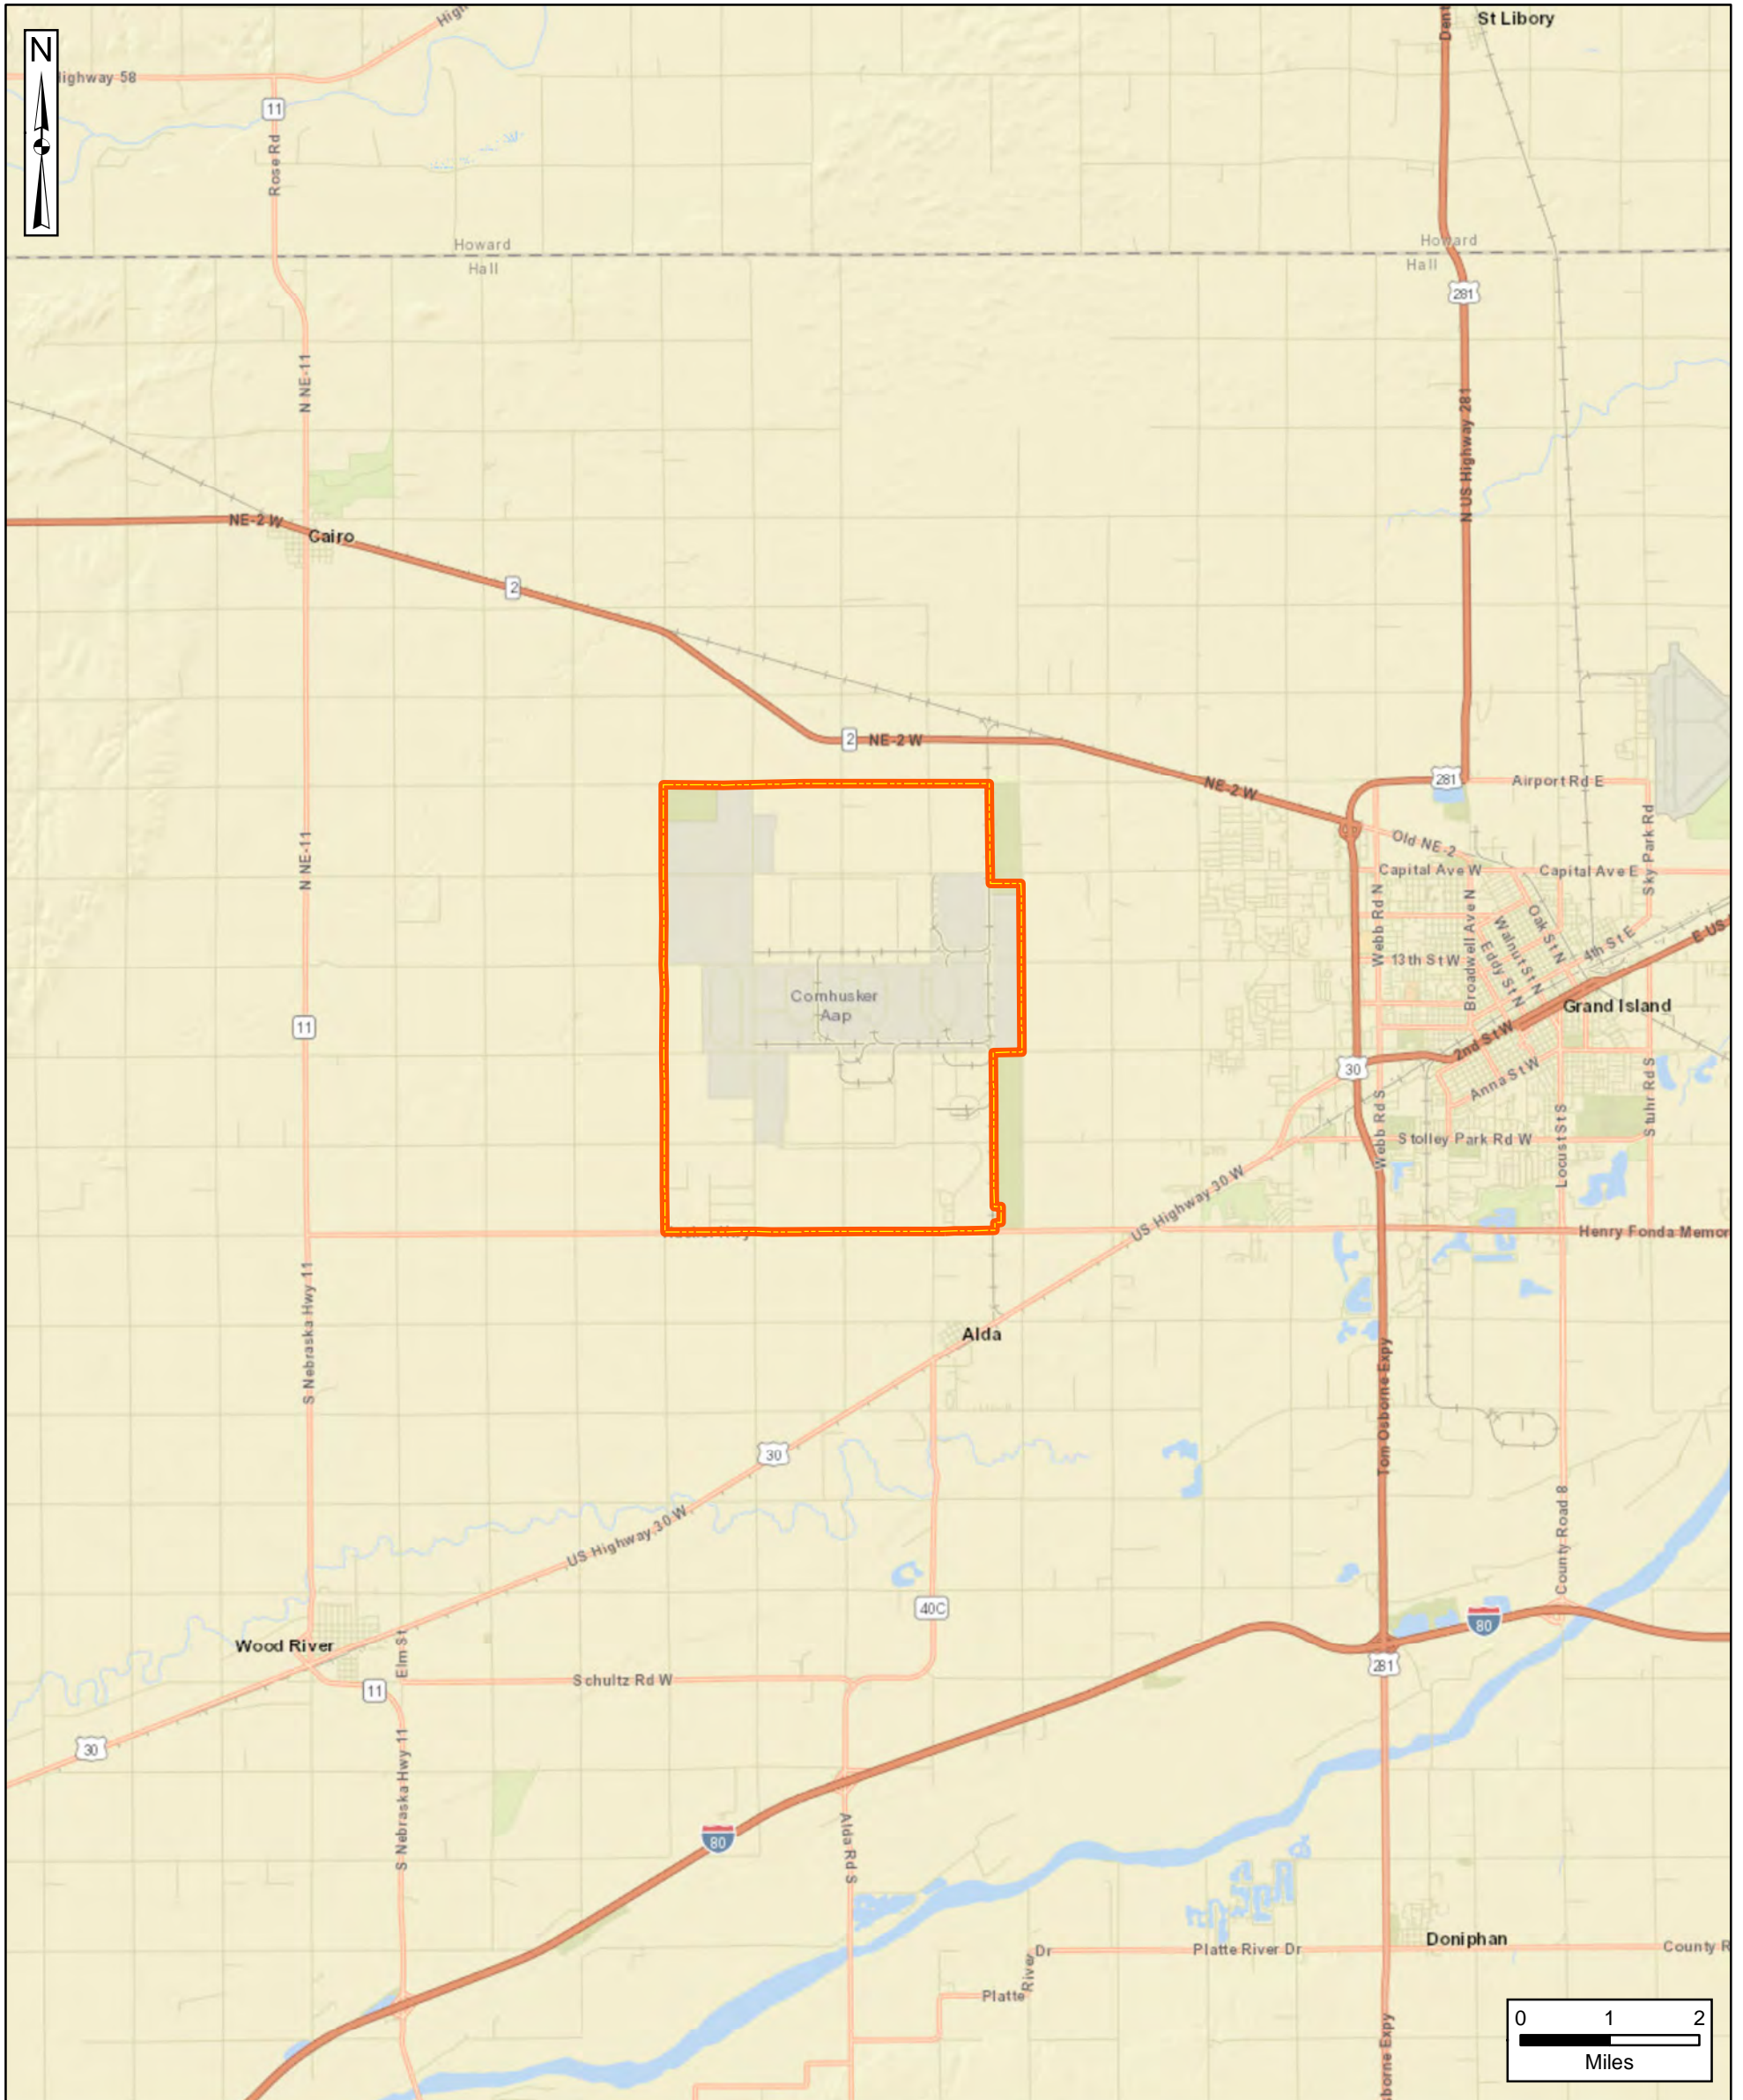 St Libory
Dent
High
N
Highway 58
11
Rose Rd
Howard
Hall
Howard
Hall
281
N NE-11
N US Highway 281
NE-2 W
Cairo
2
2
NE-2 W
NE-2 W
281
Airport Rd E
N NE-11
Old NE-2
Sky Park Rd
Capital Ave W
Capital Ave E
Webb Rd N
Broadwell Ave N
Oak St N
Walnut St N
Eddy St N
4th St E
E US
13th St W
Cornhusker
Aap
Grand Island
11
2nd St W
30
Anna St W
Stuhr Rd S
Webb Rd S
Stolley Park Rd W
Locust St S
US Highway 30 W
Henry Fonda Memor
S Nebraska Hwy 11
Alda
Tom Osborne Expy
30
US Highway 30 W
County Road 8
40C
80
Wood River
Elm St
281
Schultz Rd W
11
30
S Nebraska Hwy 11
80
Alda Rd S
Doniphan
Dr
Platte River Dr
County R
River
Platte
sborne Expy
0 1 2
Miles